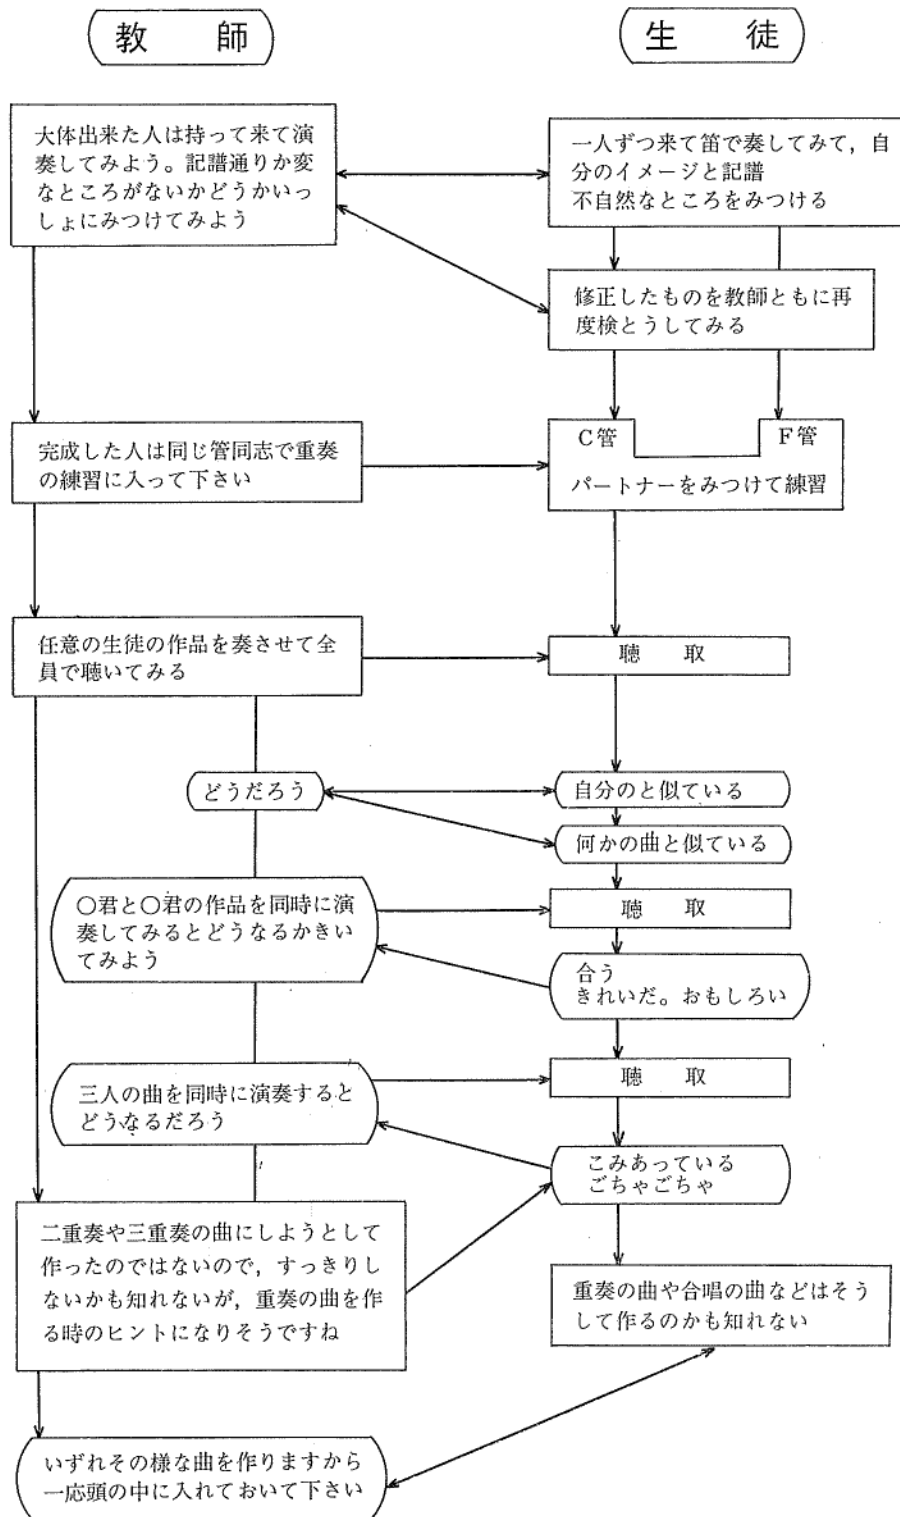 教師
生徒
大体出来た人は持って来て演
奏してみよう。記譜通りか変
なところがないかどうかいっ
しょにみつけてみよう
一人ずつ来て笛で奏してみて，自
分のイメージと記譜
不自然なところをみつける
修正したものを教師ともに再
度検とうしてみる
完成した人は同じ管同志で重奏
の練習に入って下さい
C管
F管
パートナーをみつけて練習
任意の生徒の作品を奏させて全
員で聴いてみる
聴取
どうだろう
自分のと似ている
何かの曲と似ている
〇君と〇君の作品を同時に演
奏してみるとどうなるかきい
てみよう
聴取
合う
きれいだ。おもしろい
三人の曲を同時に演奏すると
どうなるだろう
聴取
こみあっている
ごちゃごちゃ
二重奏や三重奏の曲にしようとして
作ったのではないので，すっきりし
ないかも知れないが，重奏の曲を作
る時のヒントになりそうですね
重奏の曲や合唱の曲などはそう
して作るのかも知れない
いずれその様な曲を作りますから
一応頭の中に入れておいて下さい